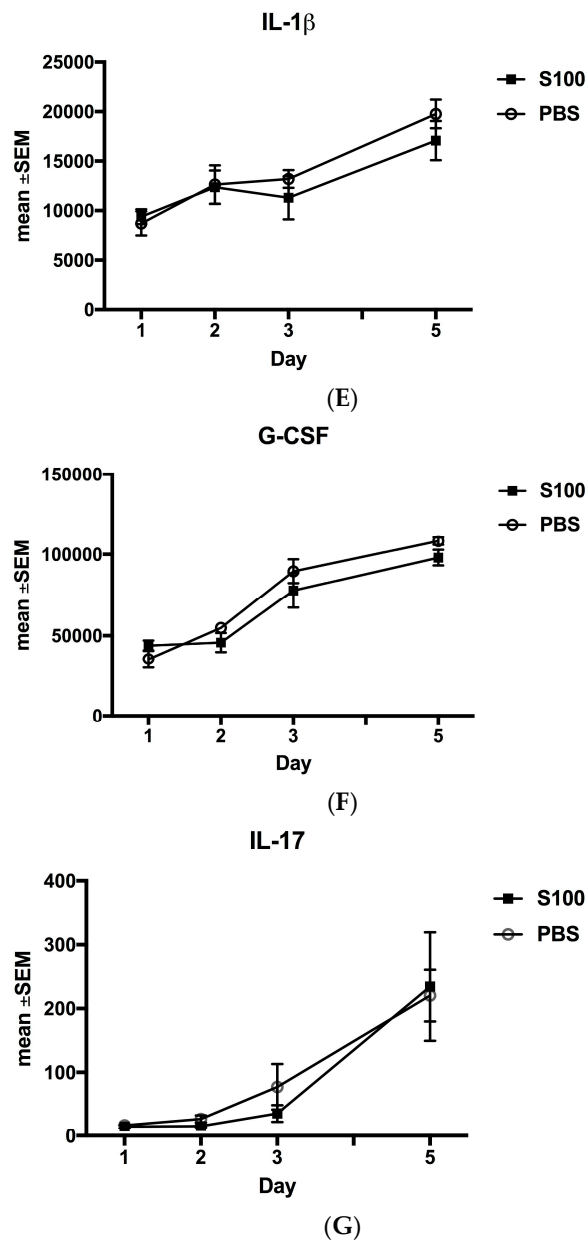 IL-1β
25000
20000
15000
10000
5000
0
mean ±SEM
1 2 3 5
Day
S100
PBS
(E)
G-CSF
150000
100000
50000
0
mean ±SEM
1 2 3 5
Day
S100
PBS
(F)
IL-17
400
300
200
100
0
mean ±SEM
1 2 3 5
Day
S100
PBS
(G)